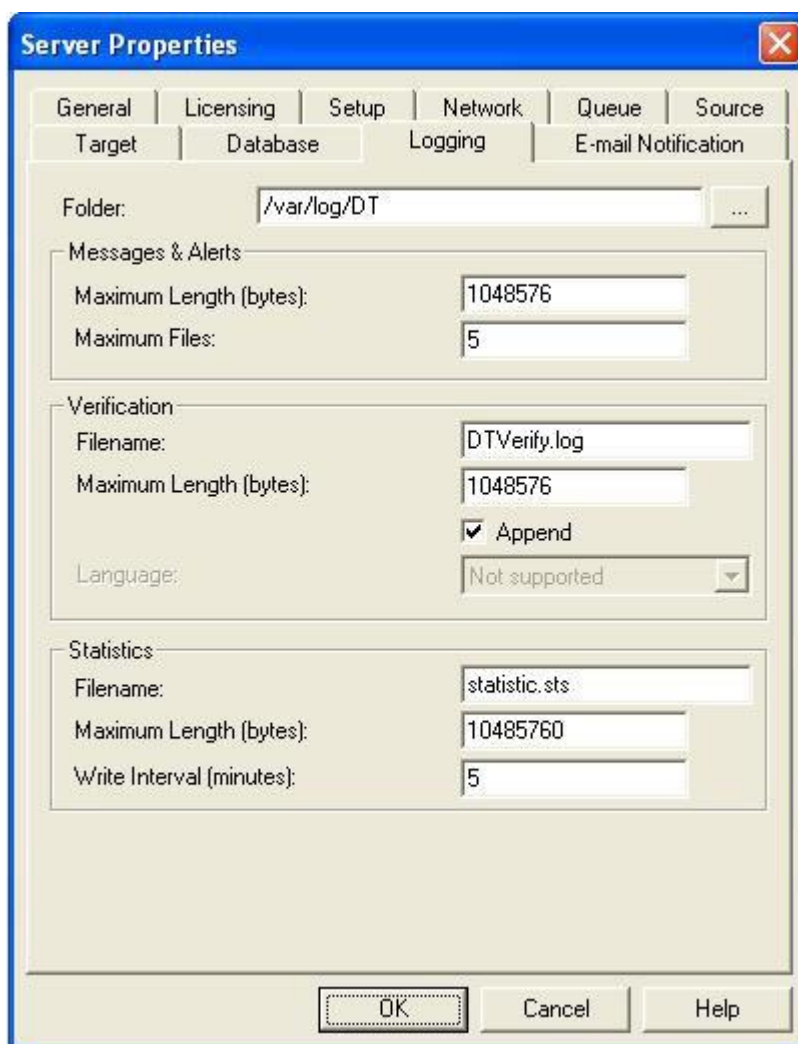 Server Properties
General Licensing Setup Network Queue Source
Target Database Logging E-mail Notification
Folder: /var/log/DT ...
Messages & Alerts
Maximum Length (bytes): 1048576
Maximum Files: 5
Verification
Filename: DTVerify.log
Maximum Length (bytes): 1048576
Append
Language: Not supported
Statistics
Filename: statistic.sts
Maximum Length (bytes): 10485760
Write Interval (minutes): 5
OK Cancel Help